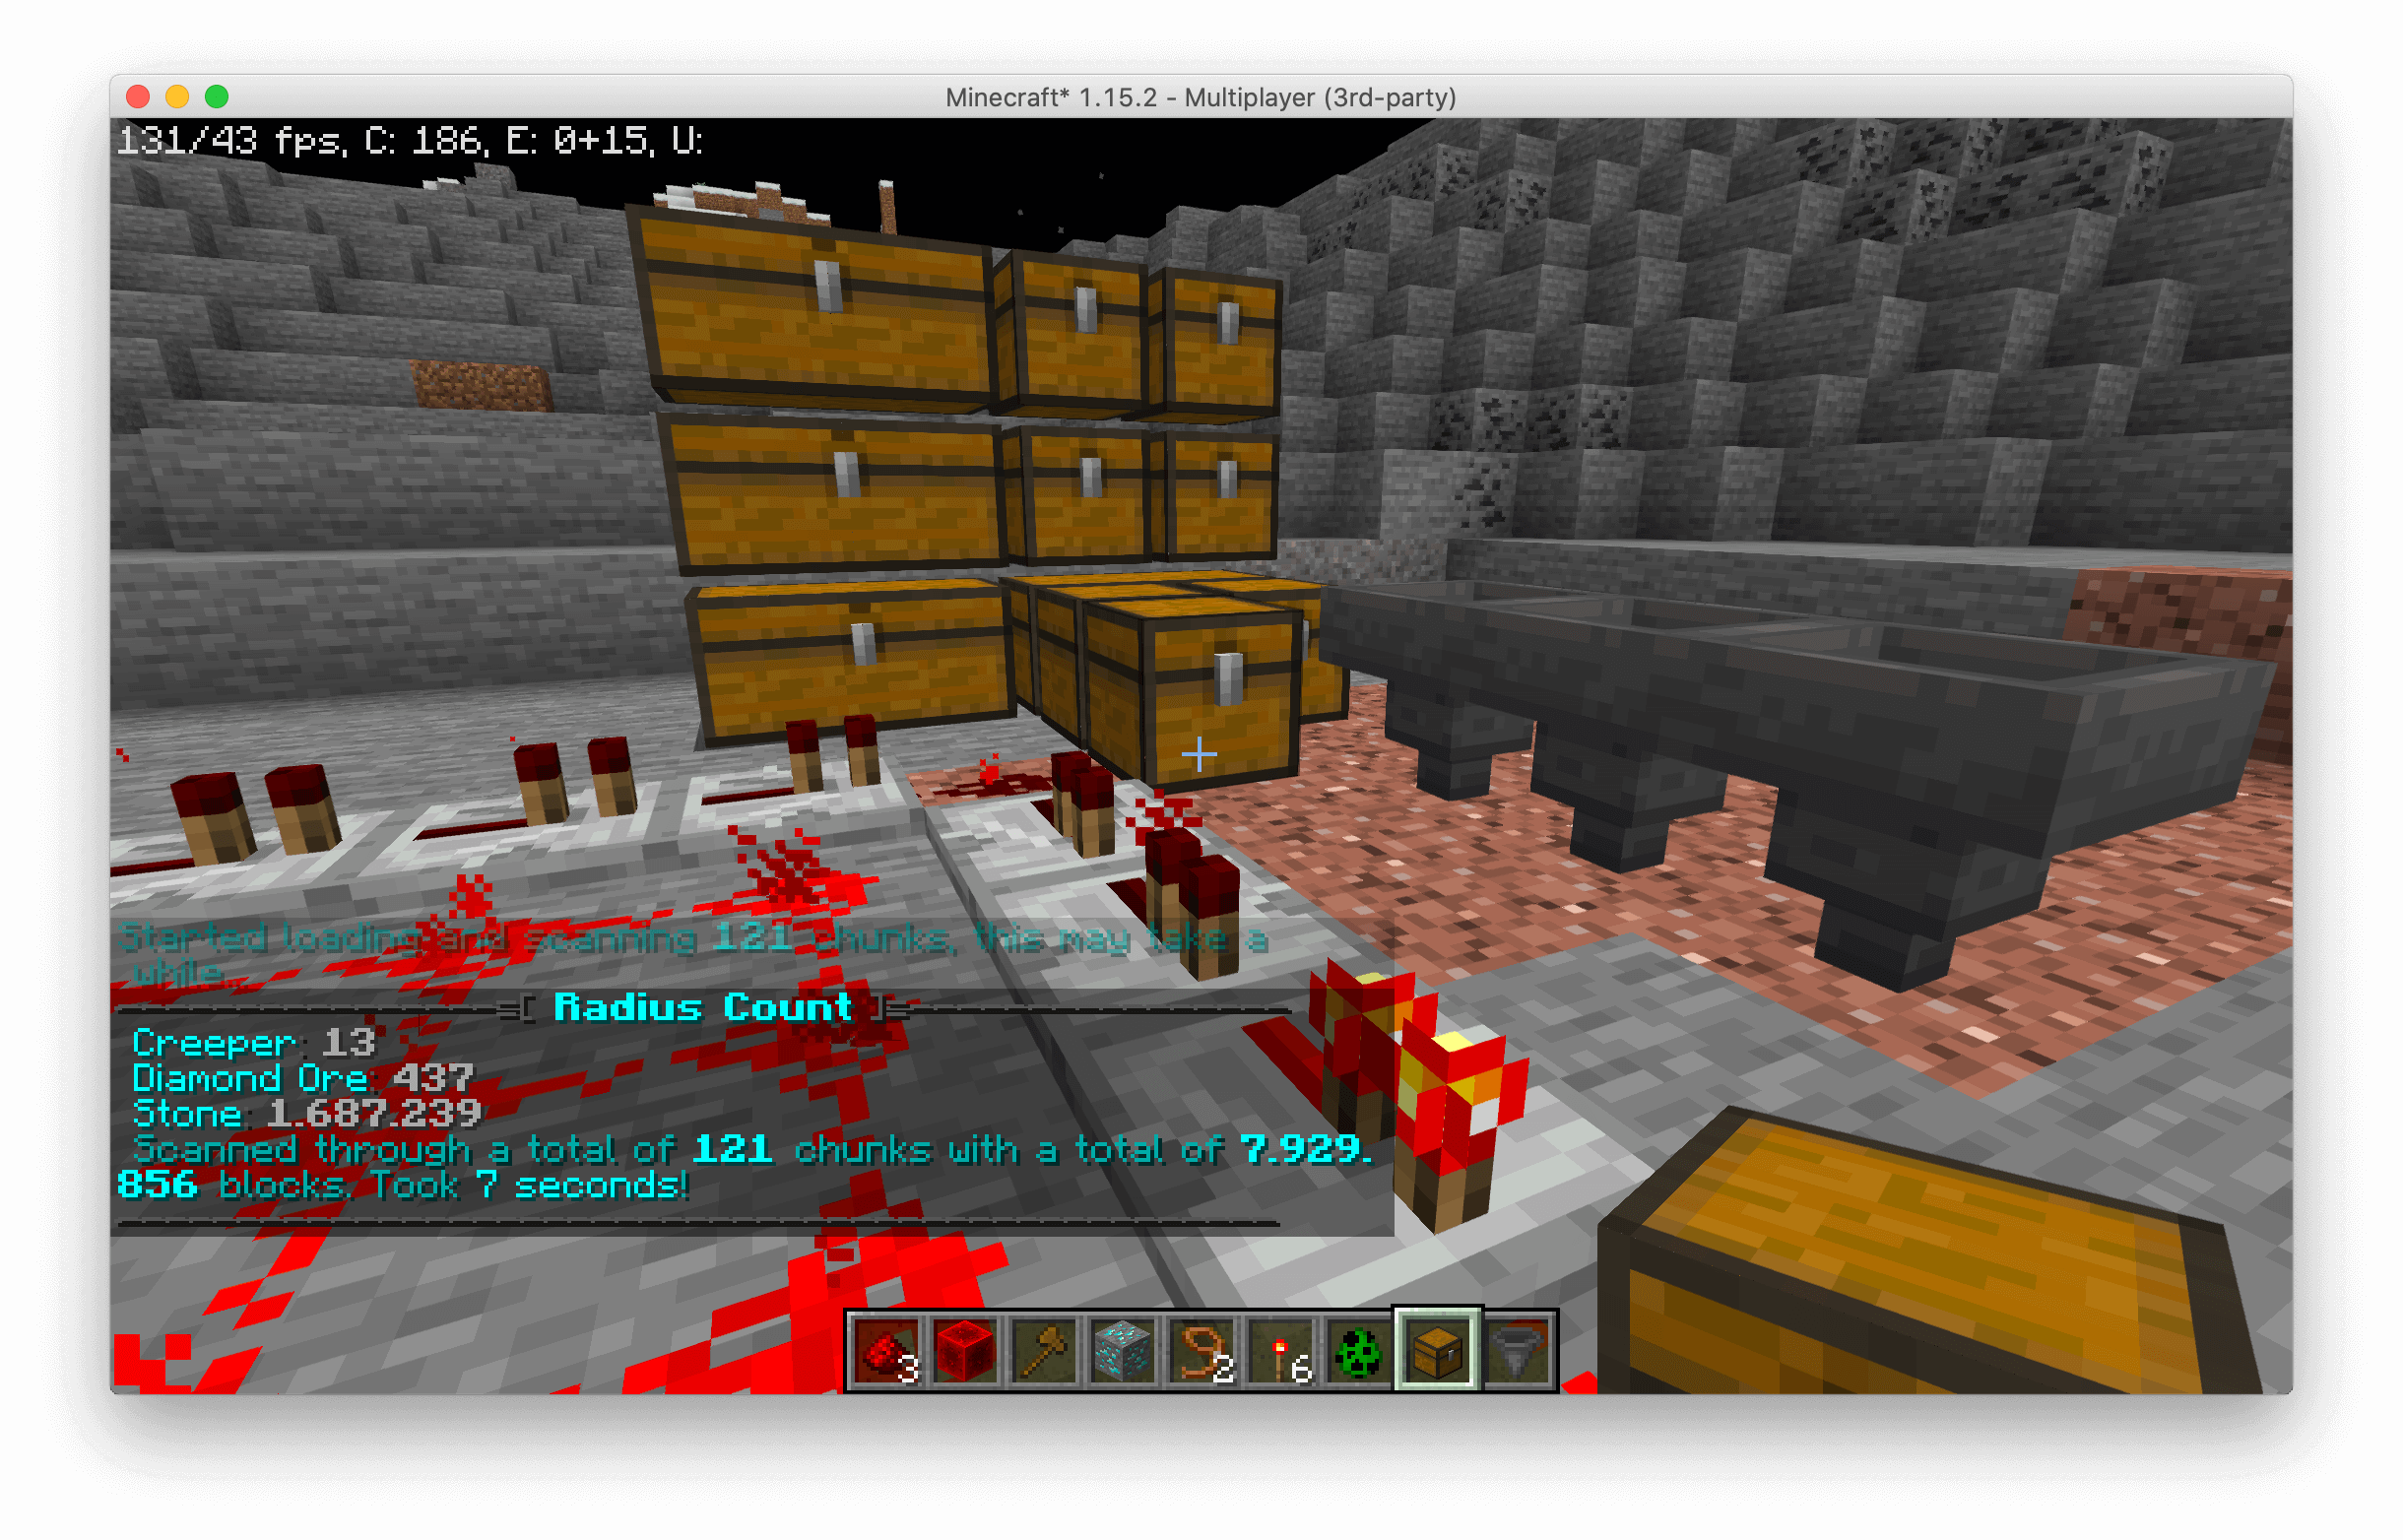 Minecraft* 1.15.2 - Multiplayer (3rd-party)
131/43 fps, C: 186, E: 0+15, U:
Started loading and scanning 121 chunks, this may take a
while.
[ Radius Count ]
Creeper: 13
Diamond Ore: 437
Stone: 1.687.239
Scanned through a total of 121 chunks with a total of 7.929.
856 blocks. Took 7 seconds!
3 2 6